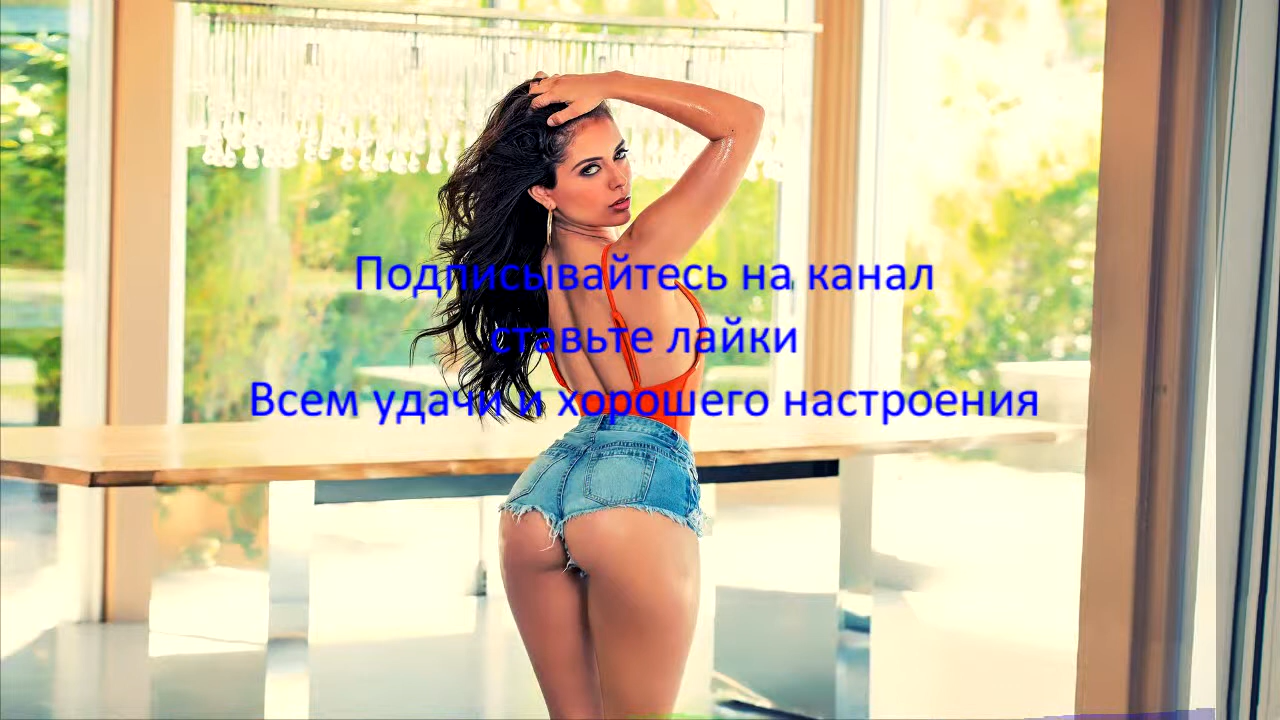 Подписывайтесь на канал
ставьте лайки
Всем удачи и хорошего настроения